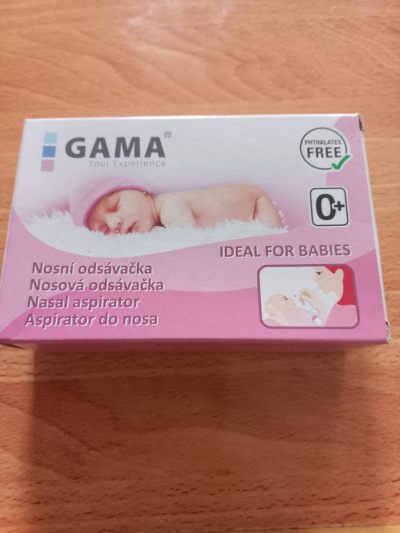 GAMA®
Your Experience
PHTHALATES
FREE
0+
IDEAL FOR BABIES
Nosní odsávačka
Nosová odsávačka
Nasal aspirator
Aspirator do nosa